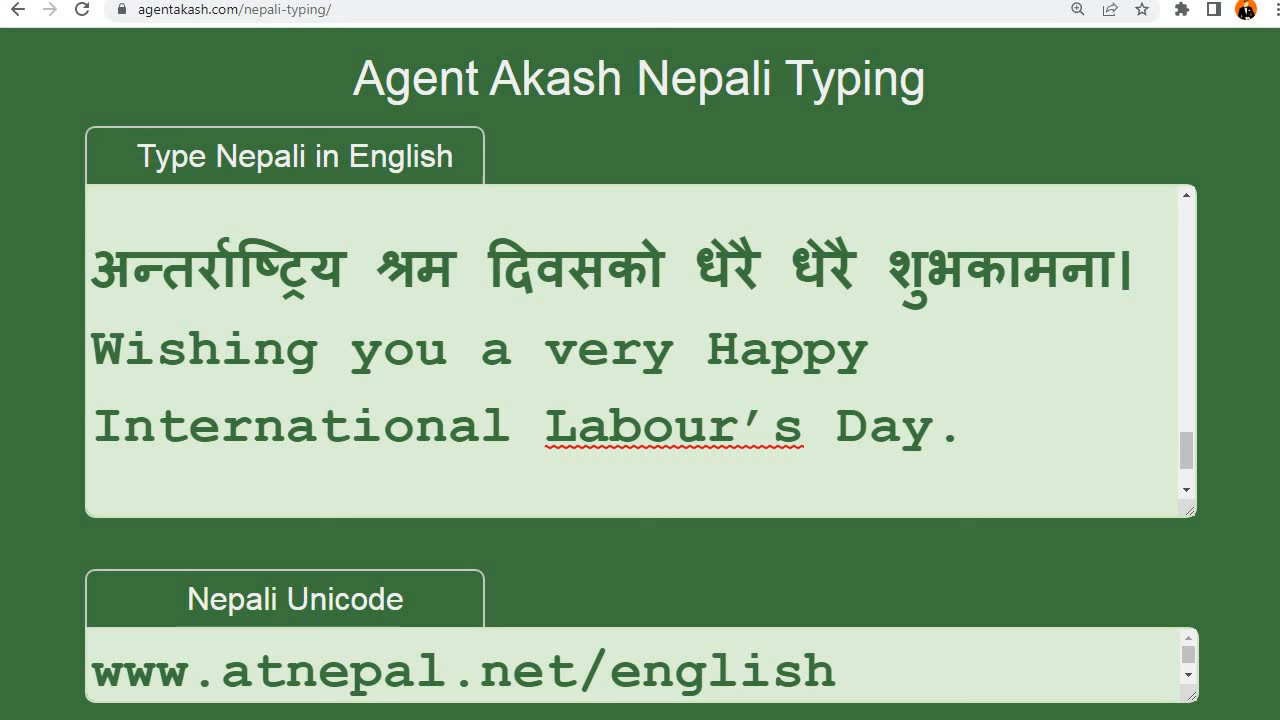 agentakash.com/nepali-typing/
Agent Akash Nepali Typing
Type Nepali in English
अन्तर्राष्ट्रिय श्रम दिवसको धेरै धेरै शुभकामना।
Wishing you a very Happy
International Labour’s Day.
Nepali Unicode
www.atnepal.net/english